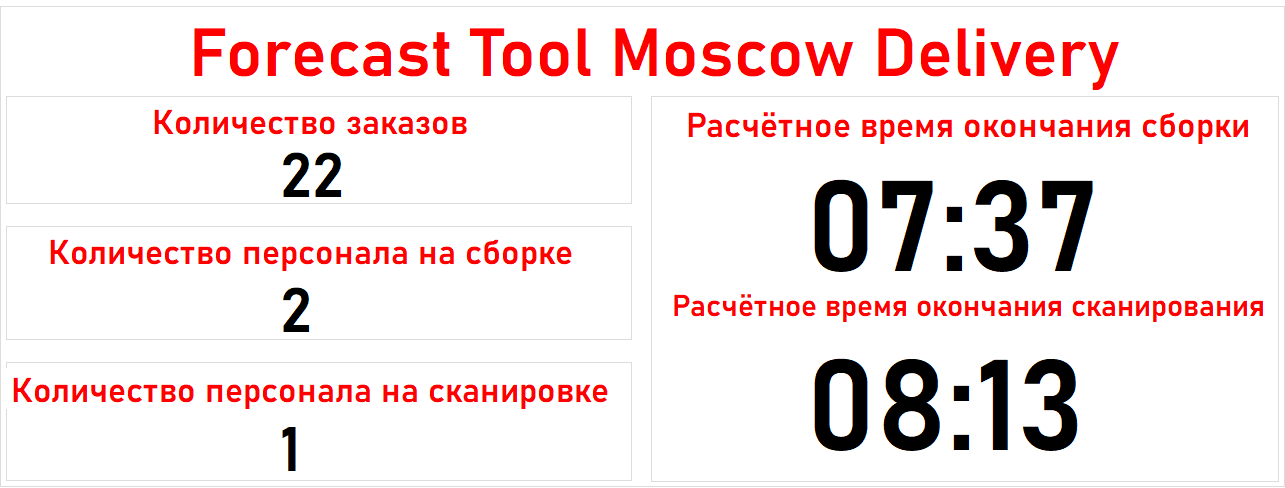 Forecast Tool Moscow Delivery
Количество заказов
22
Количество персонала на сборке
2
Количество персонала на сканировке
1
Расчётное время окончания сборки
07:37
Расчётное время окончания сканирования
08:13